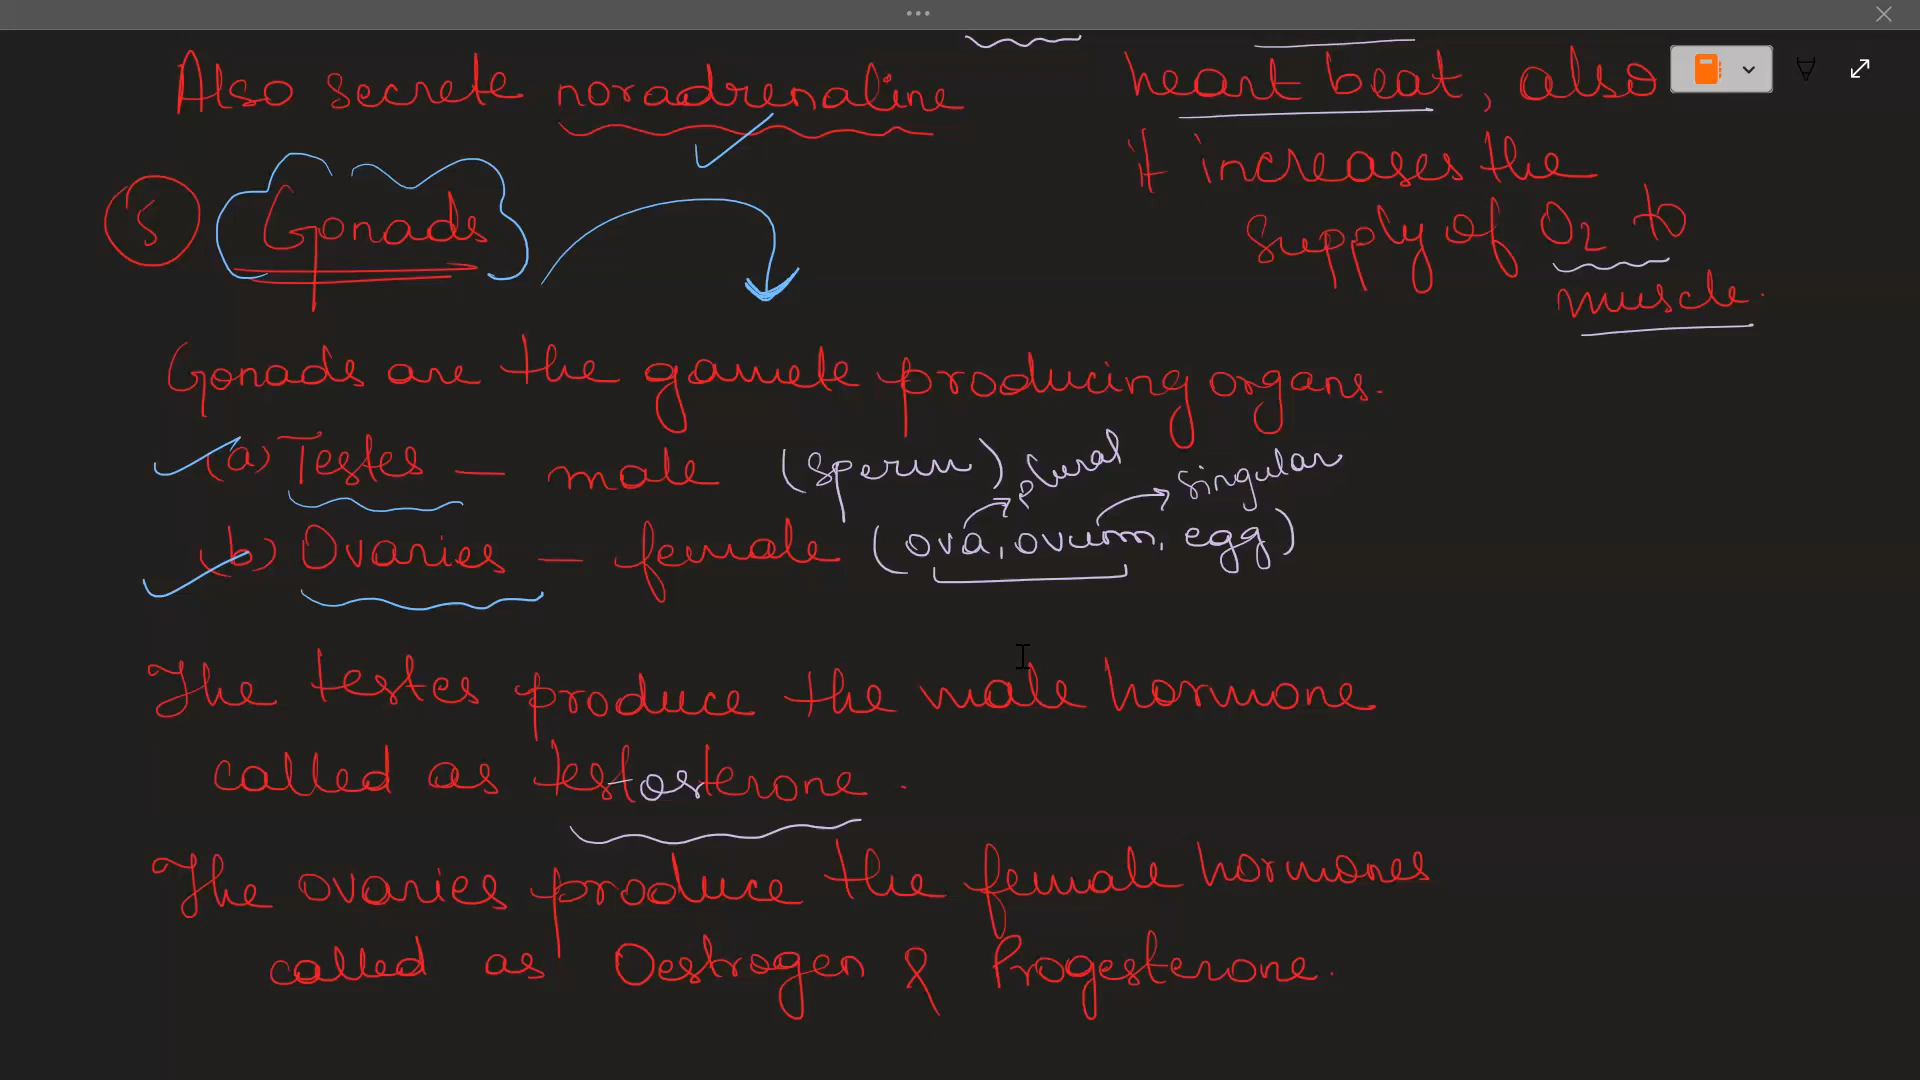 Also secrete noradrenaline
heart beat, also
it increases the
supply of O₂ to
muscle.
5 Gonads
Gonads are the gamete producing organs.
(a) Testes — male (sperm)
plural
singular
(b) Ovaries — female (ova, ovum, egg)
The testes produce the male hormone
called as testosterone.
The ovaries produce the female hormones
called as Oestrogen & Progesterone.